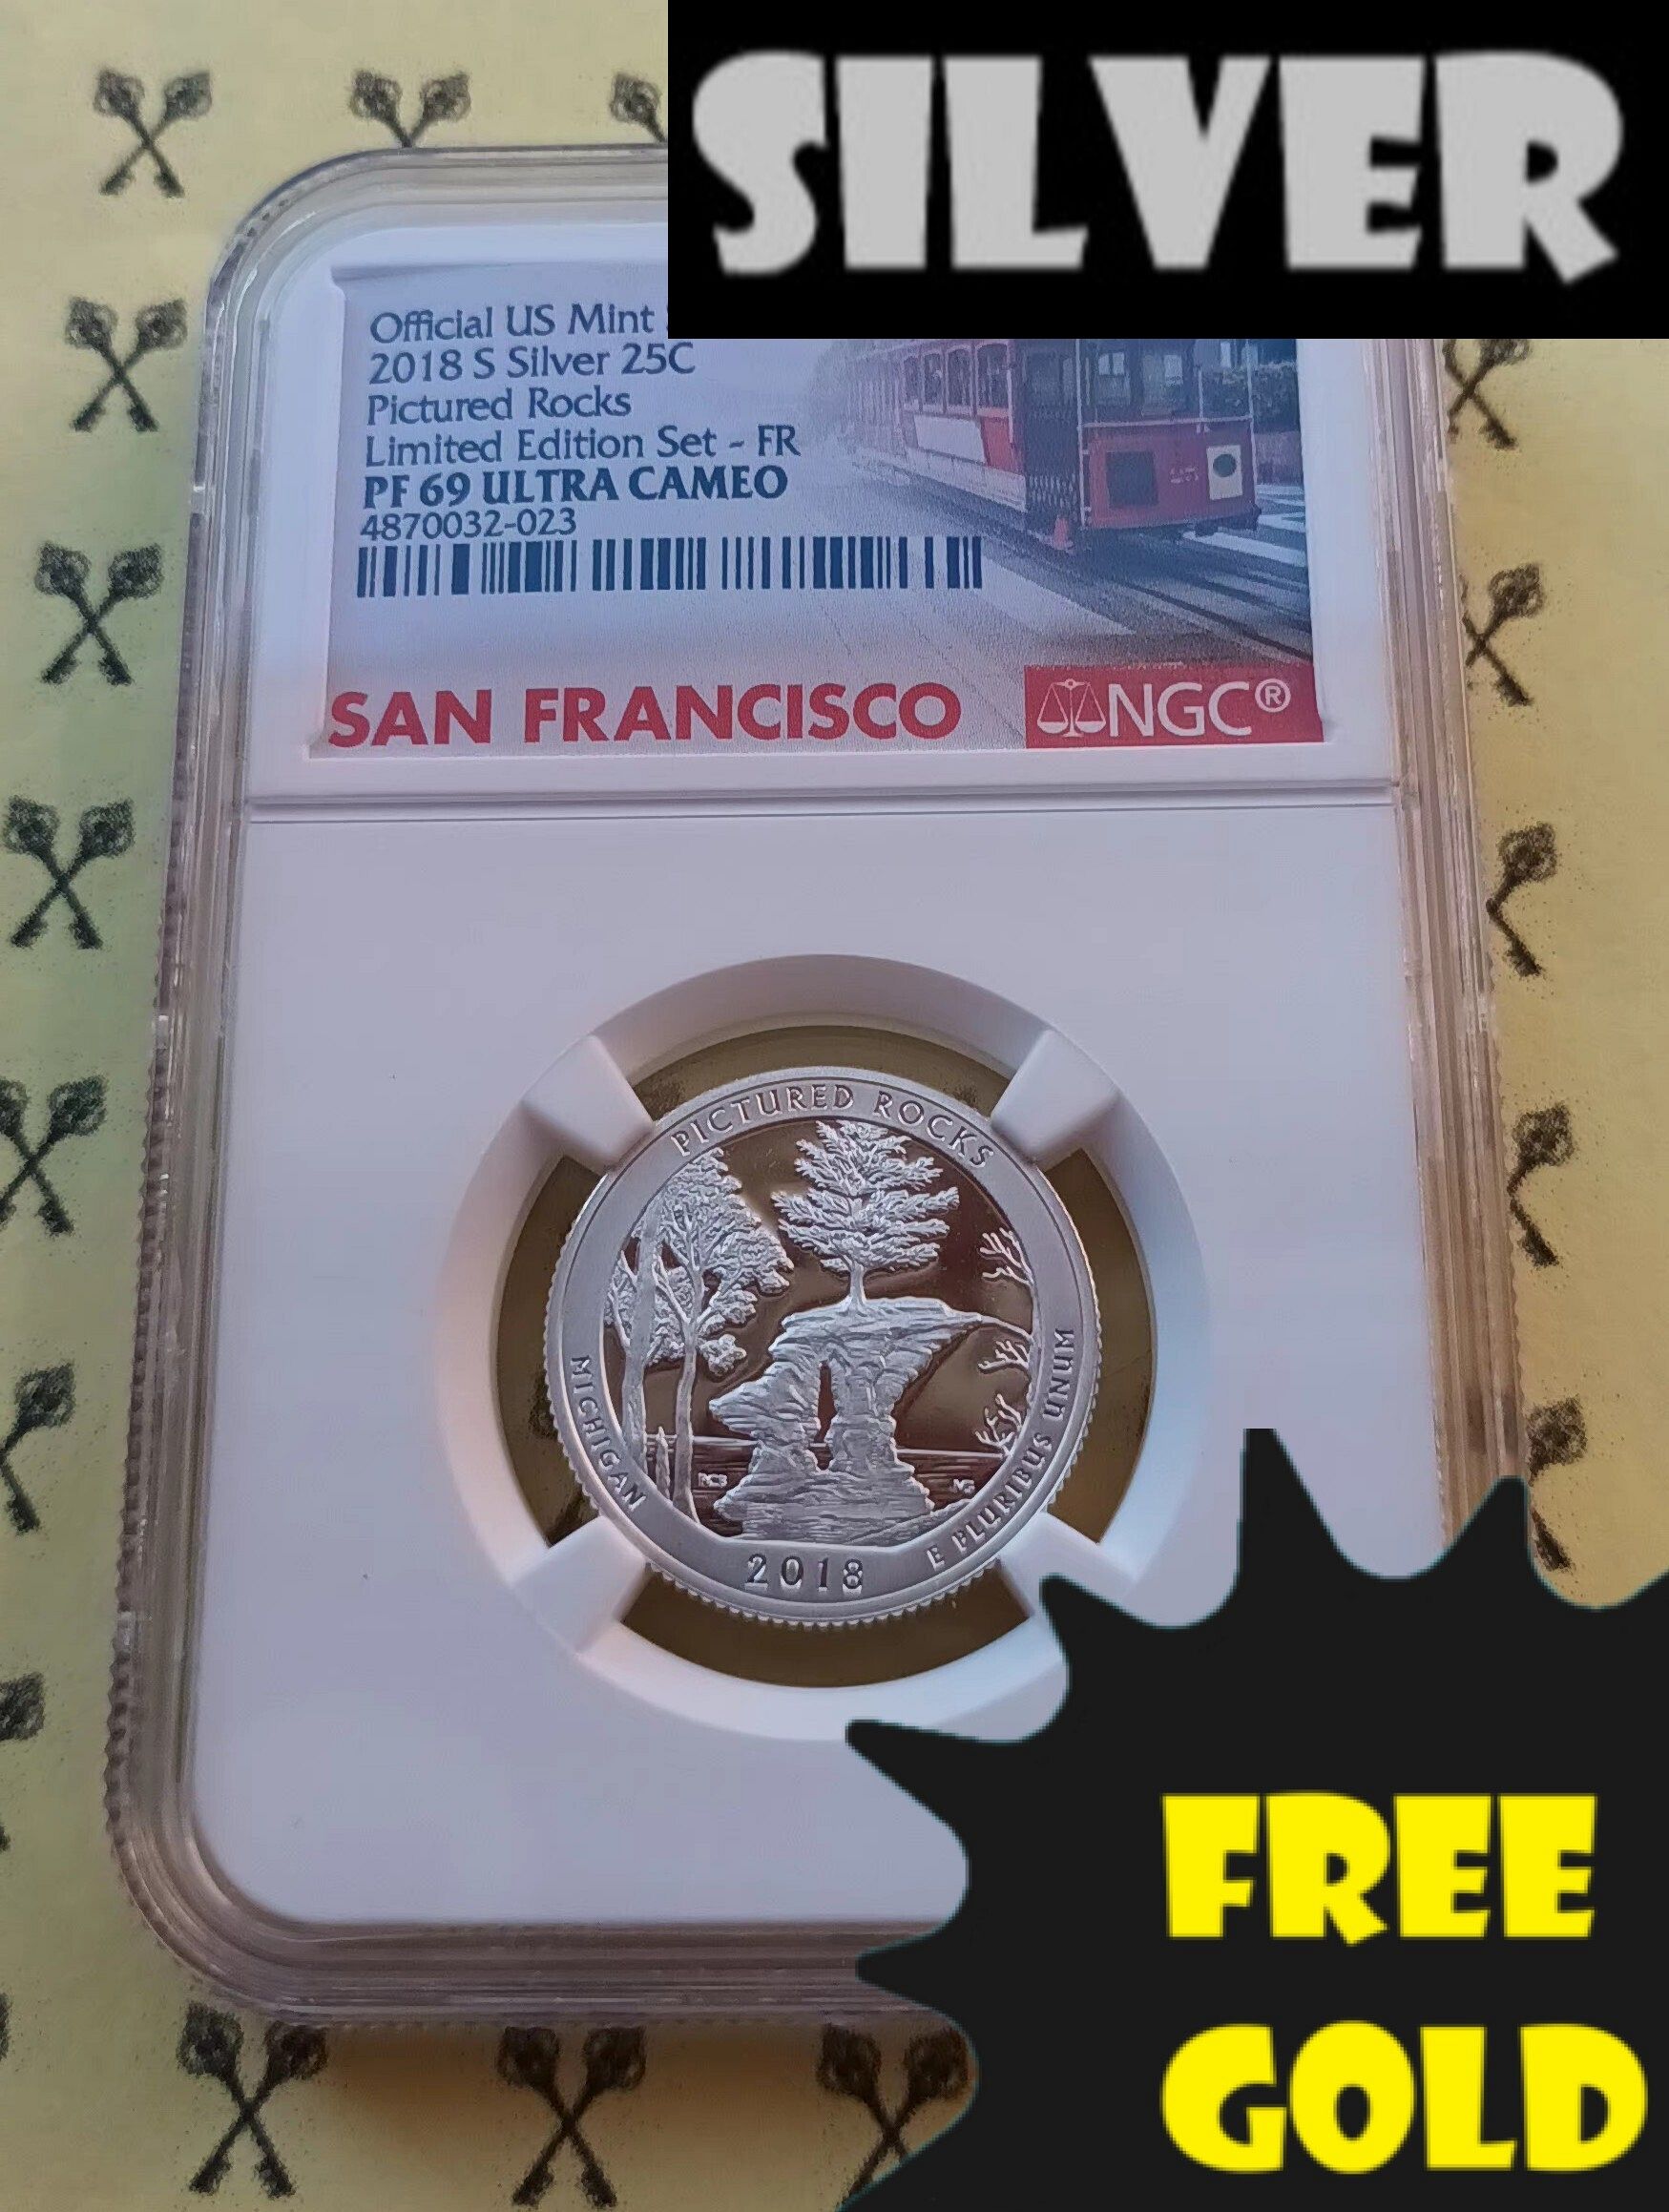 SILVER
Official US Mint
2018 S Silver 25C
Pictured Rocks
Limited Edition Set - FR
PF 69 ULTRA CAMEO
4870032-023
SAN FRANCISCO
NGC®
PICTURED ROCKS
MICHIGAN
E PLURIBUS UNUM
RCB
2018
FREE
GOLD